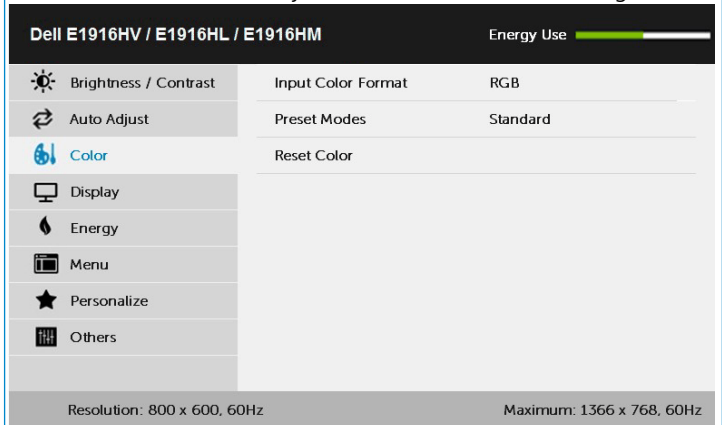 Dell E1916HV / E1916HL / E1916HM
Energy Use
Brightness / Contrast
Input Color Format
RGB
Auto Adjust
Preset Modes
Standard
Color
Reset Color
Display
Energy
Menu
Personalize
Others
Resolution: 800 x 600, 60Hz
Maximum: 1366 x 768, 60Hz